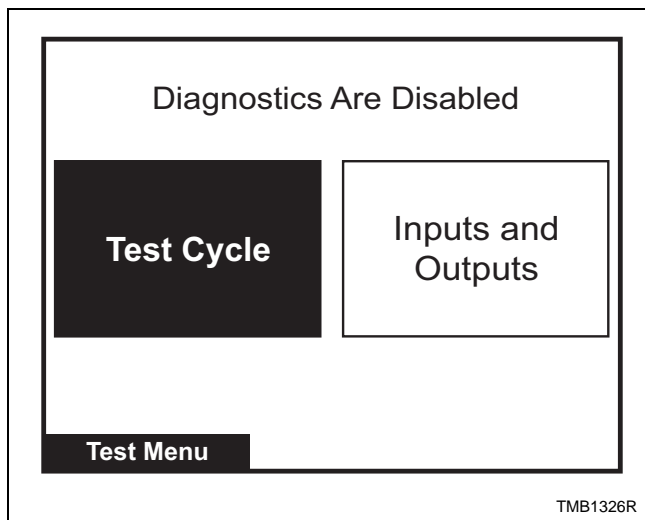 Diagnostics Are Disabled
Test Cycle
Inputs and
Outputs
Test Menu
TMB1326R